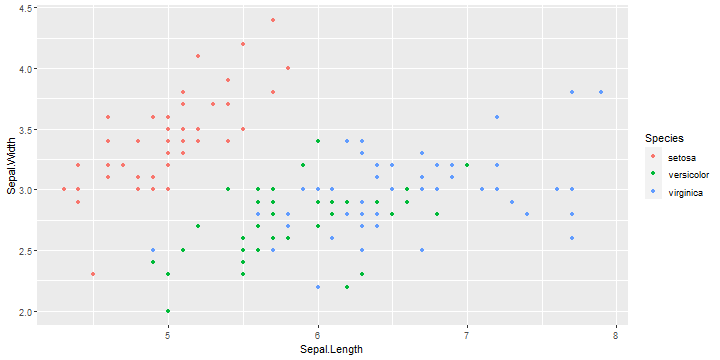 4.5
4.0
3.5
3.0
2.5
2.0
Sepal.Width
5
6
7
8
Sepal.Length
Species
setosa
versicolor
virginica